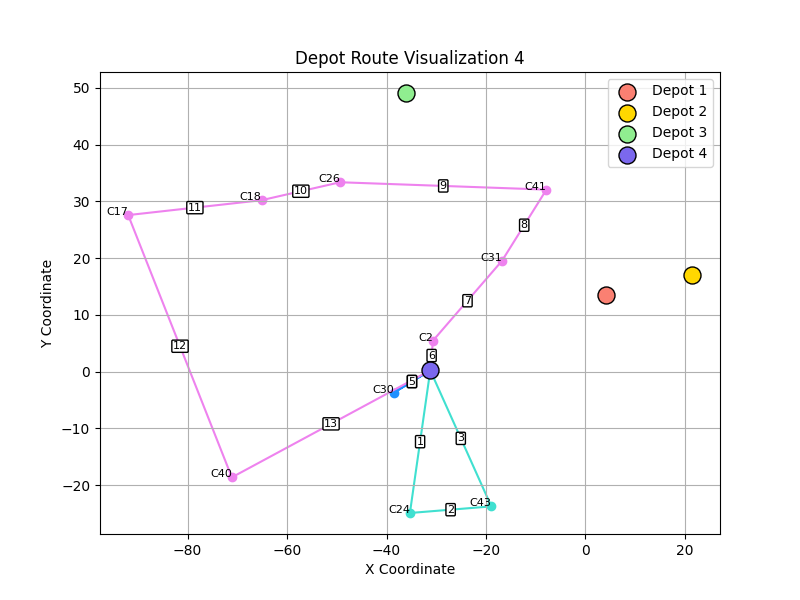 Depot Route Visualization 4
Depot 1
Depot 2
Depot 3
Depot 4
50
40
30
20
10
0
−10
−20
Y Coordinate
C26
C41
C17
C18
C31
C2
C30
C40
C24
C43
9
10
11
8
7
12
6
5
13
1
3
2
−80
−60
−40
−20
0
20
X Coordinate